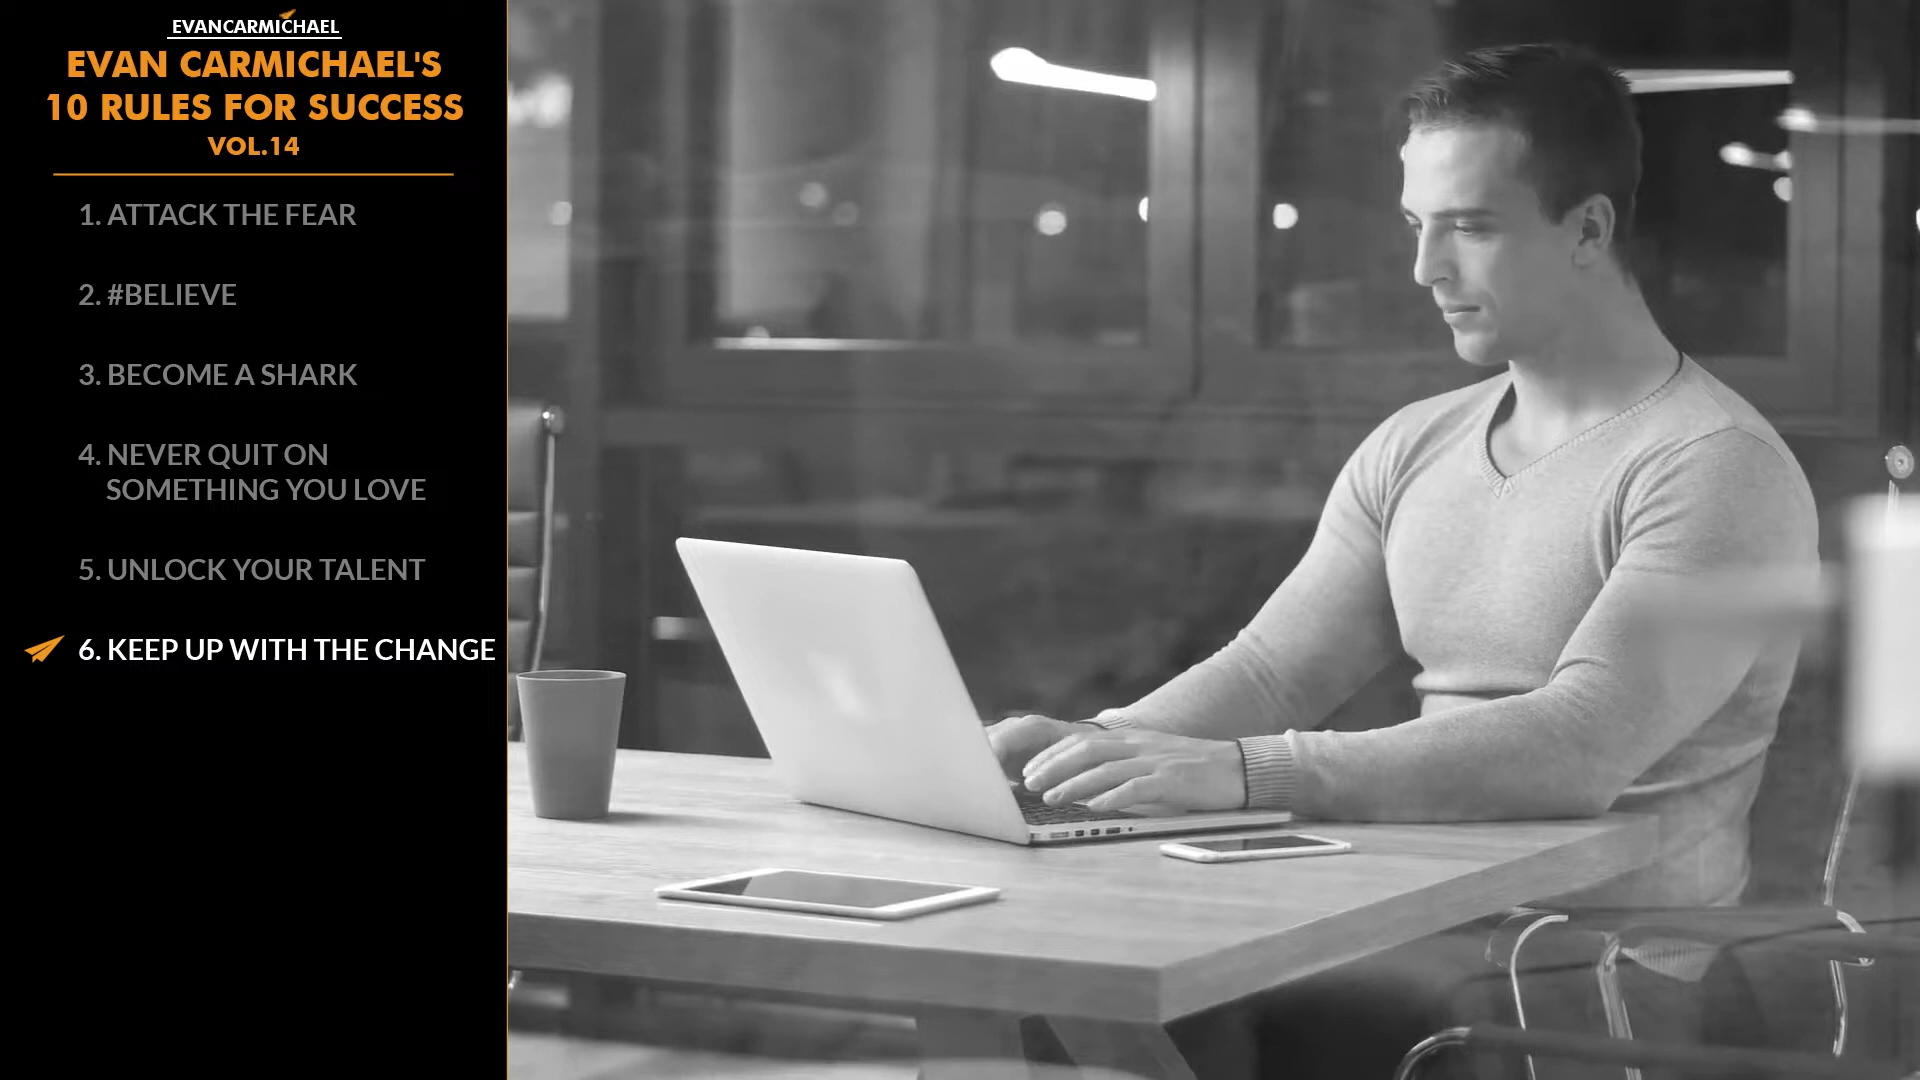 EVANCARMICHAEL
EVAN CARMICHAEL'S
10 RULES FOR SUCCESS
VOL.14
1. ATTACK THE FEAR
2. #BELIEVE
3. BECOME A SHARK
4. NEVER QUIT ON
SOMETHING YOU LOVE
5. UNLOCK YOUR TALENT
6. KEEP UP WITH THE CHANGE